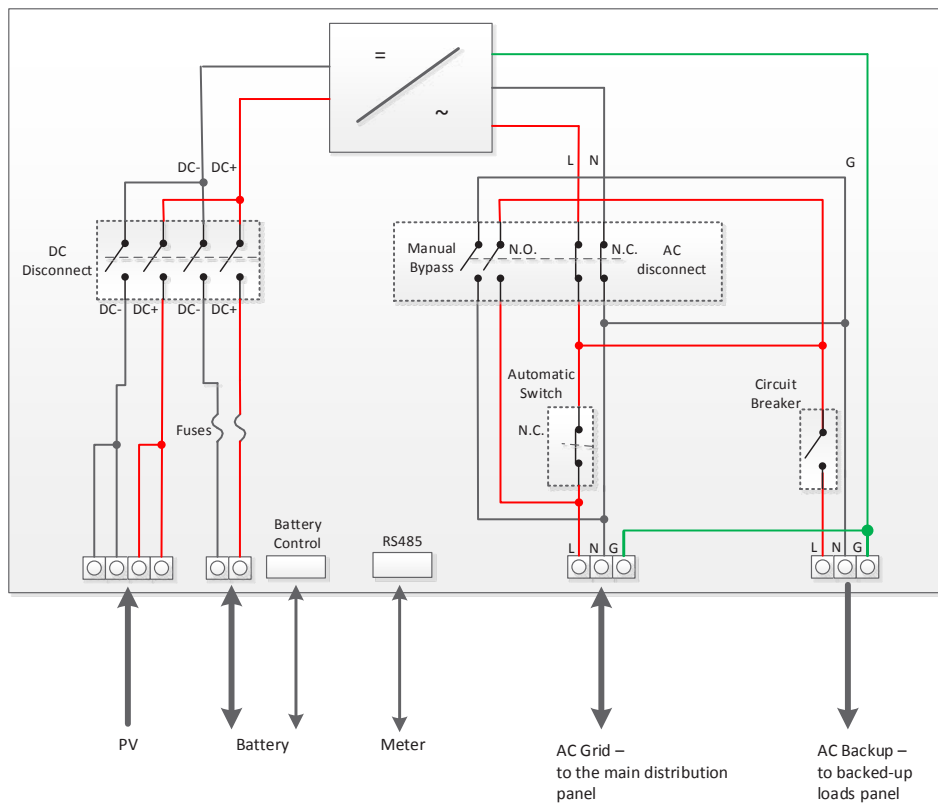 =
~
L N
G
DC- DC+
DC
Disconnect
Manual
Bypass
N.O.
N.C.
AC
disconnect
DC- DC+ DC- DC+
Automatic
Switch
Circuit
Breaker
Fuses
N.C.
Battery
Control
RS485
L N G
L N G
PV
Battery
Meter
AC Grid –
to the main distribution
panel
AC Backup –
to backed-up
loads panel